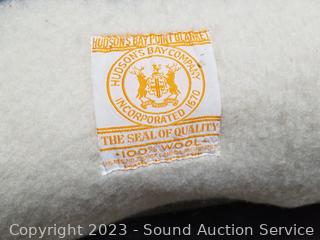 HUDSON'S BAY POINT BLANKET
HUDSON'S BAY COMPANY
INCORPORATED 1670
THE SEAL OF QUALITY
100% WOOL
Copyright 2023 - Sound Auction Service